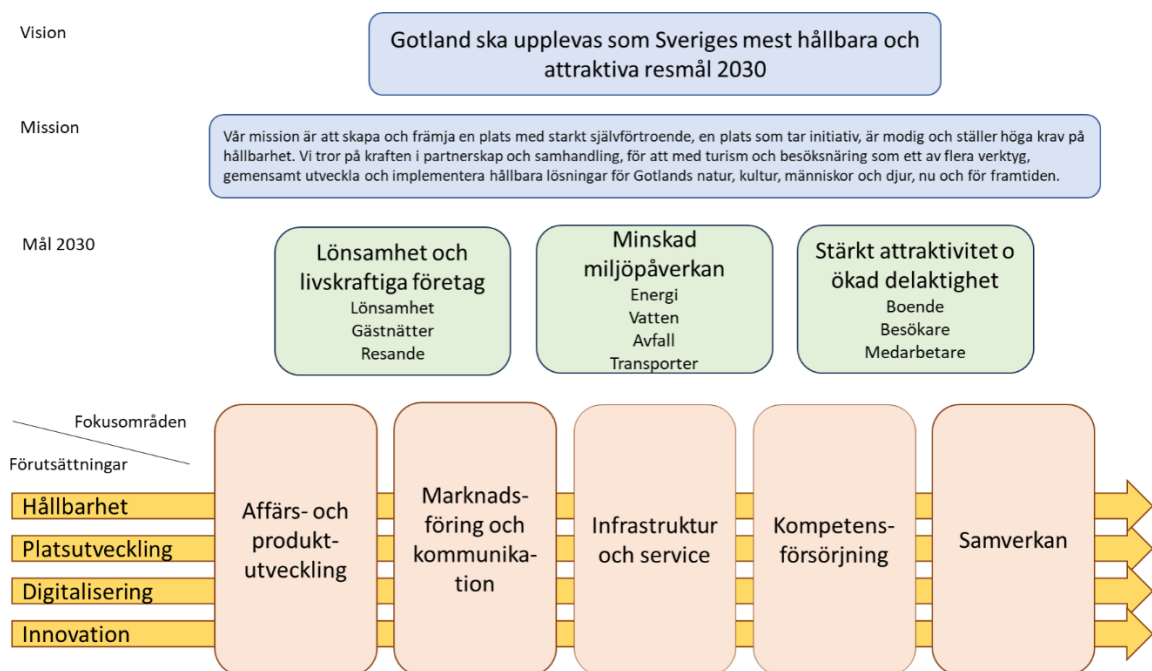 Vision
Gotland ska upplevas som Sveriges mest hållbara och
attraktiva resmål 2030
Mission
Vår mission är att skapa och främja en plats med starkt självförtroende, en plats som tar initiativ, är modig och ställer höga krav på
hållbarhet. Vi tror på kraften i partnerskap och samhandling, för att med turism och besöksnäring som ett av flera verktyg,
gemensamt utveckla och implementera hållbara lösningar för Gotlands natur, kultur, människor och djur, nu och för framtiden.
Mål 2030
Lönsamhet och
livskraftiga företag
Lönsamhet
Gästnätter
Resande
Minskad
miljöpåverkan
Energi
Vatten
Avfall
Transporter
Stärkt attraktivitet o
ökad delaktighet
Boende
Besökare
Medarbetare
Fokusområden
Förutsättningar
Hållbarhet
Platsutveckling
Digitalisering
Innovation
Affärs- och
produkt-
utveckling
Marknads-
föring och
kommunika-
tion
Infrastruktur
och service
Kompetens-
försörjning
Samverkan